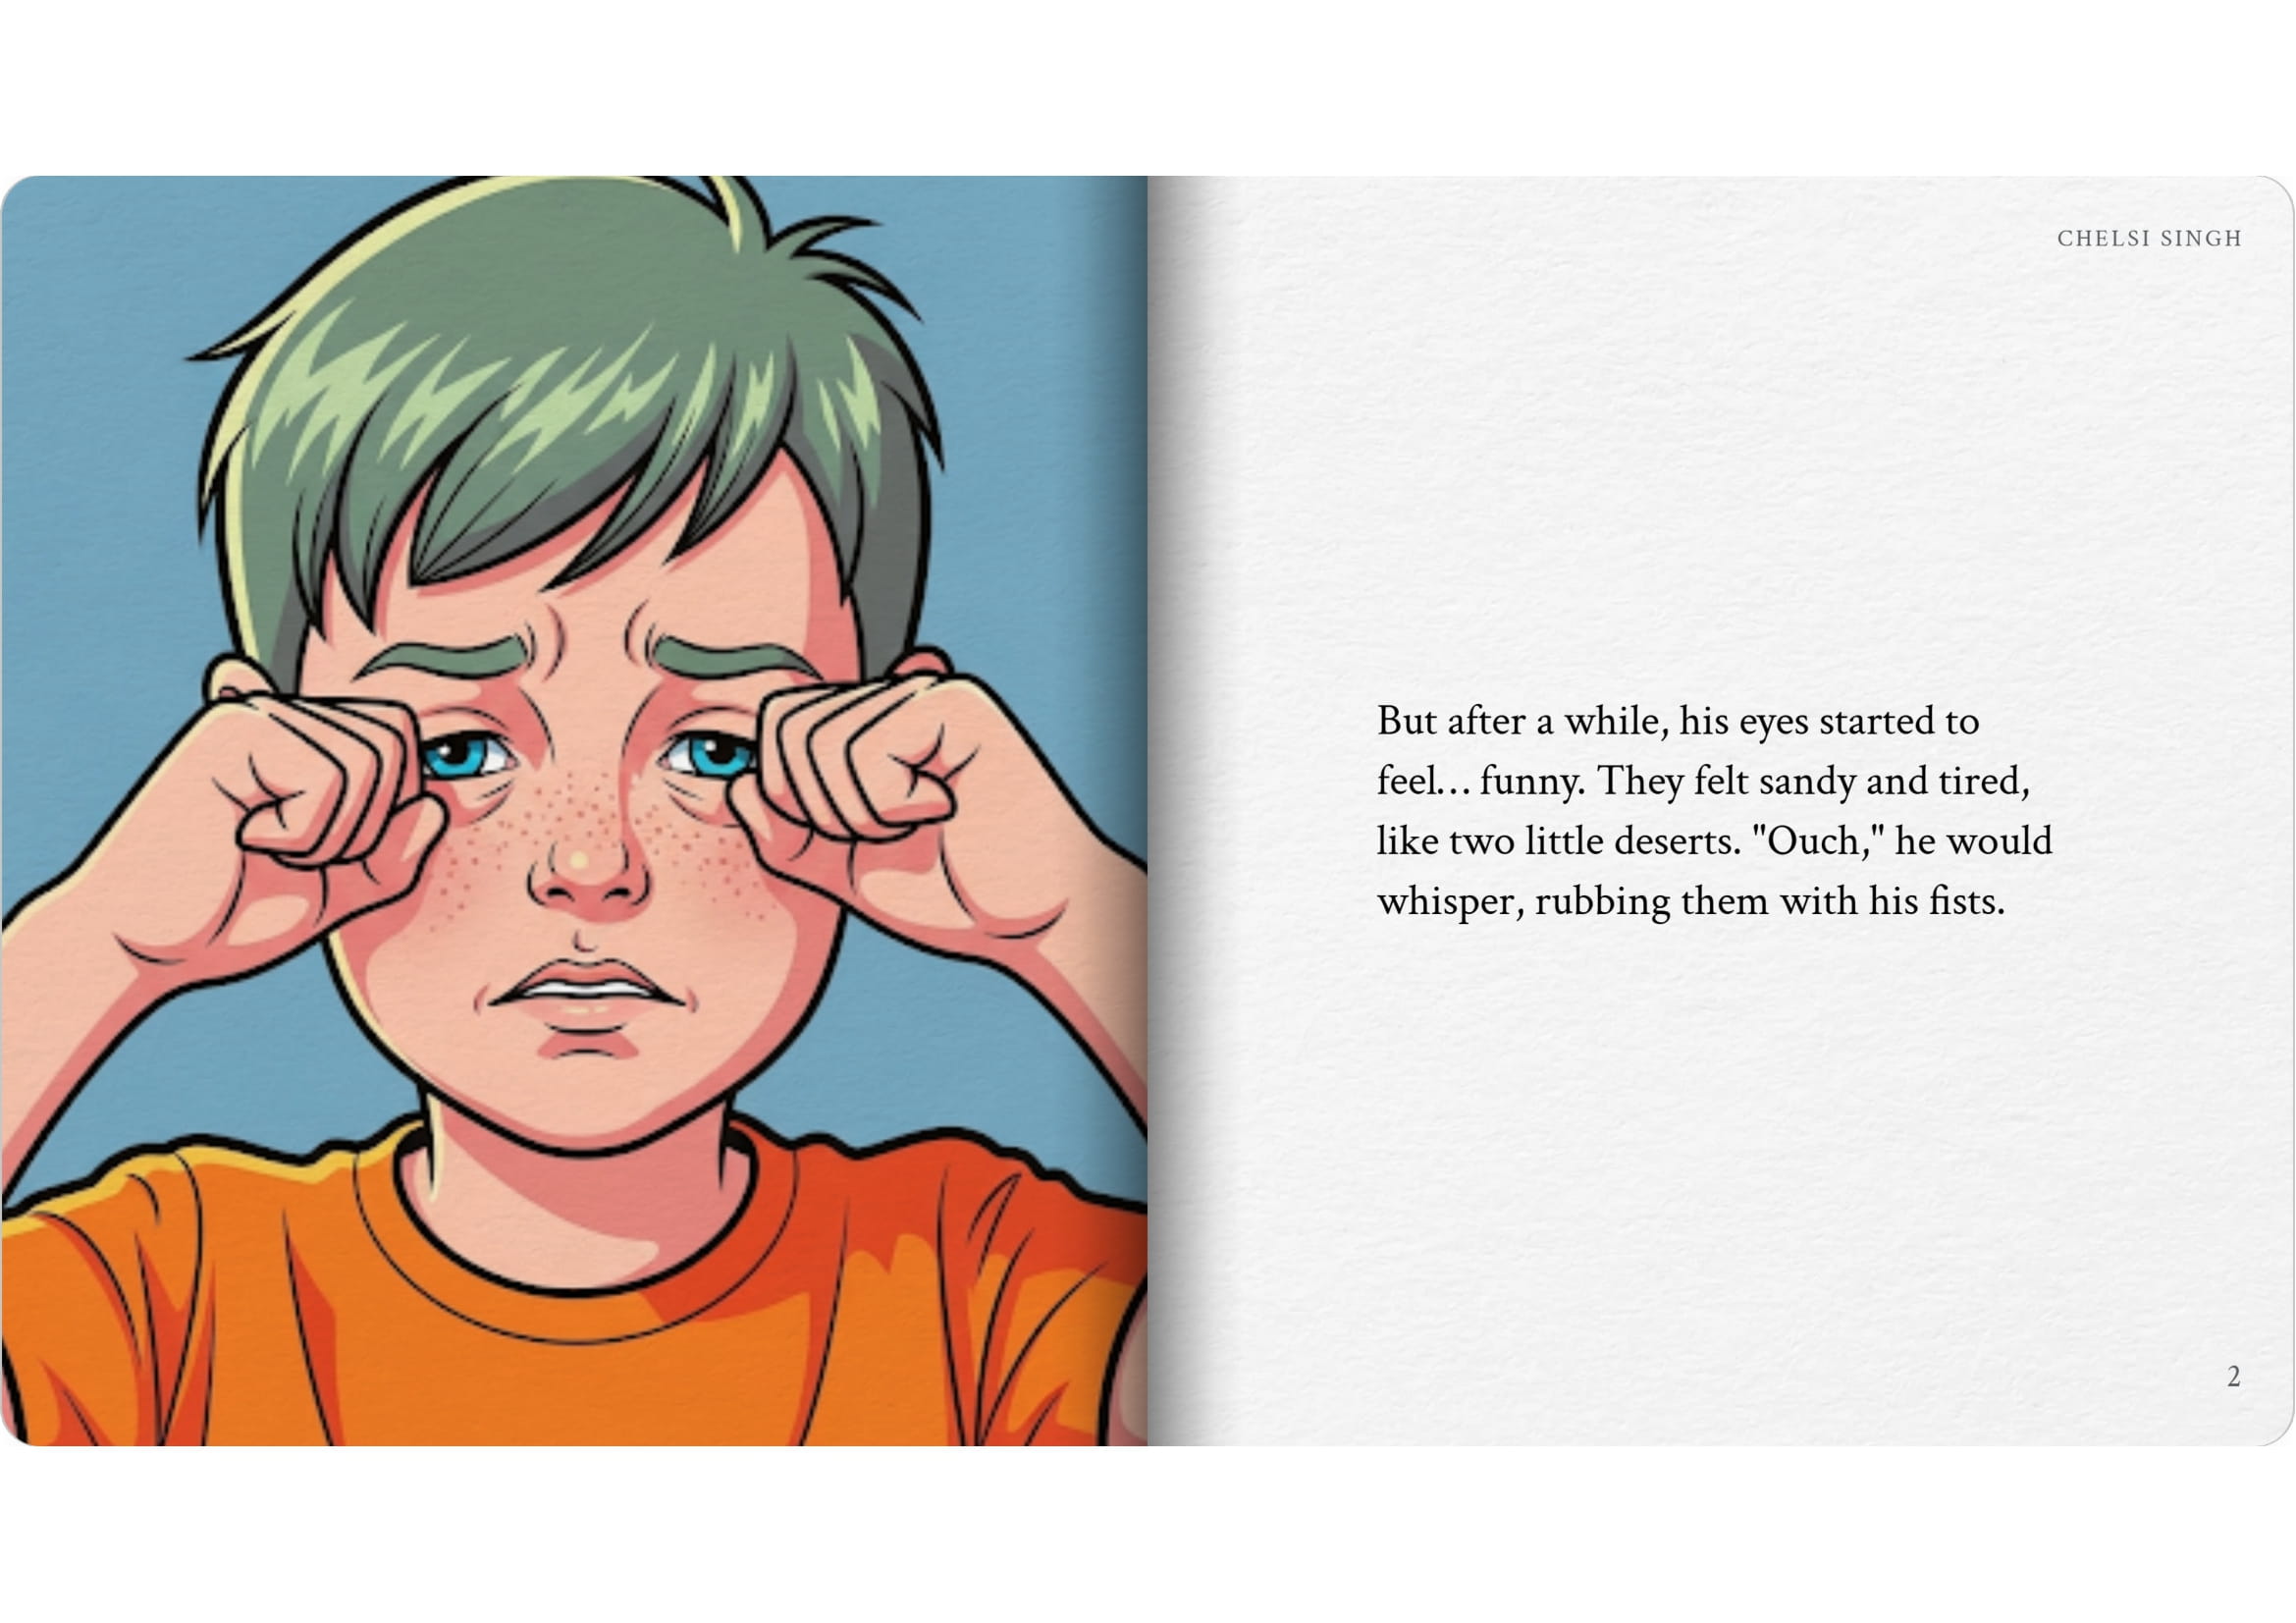 CHELSI SINGH
But after a while, his eyes started to
feel... funny. They felt sandy and tired,
like two little deserts. "Ouch," he would
whisper, rubbing them with his fists.
2